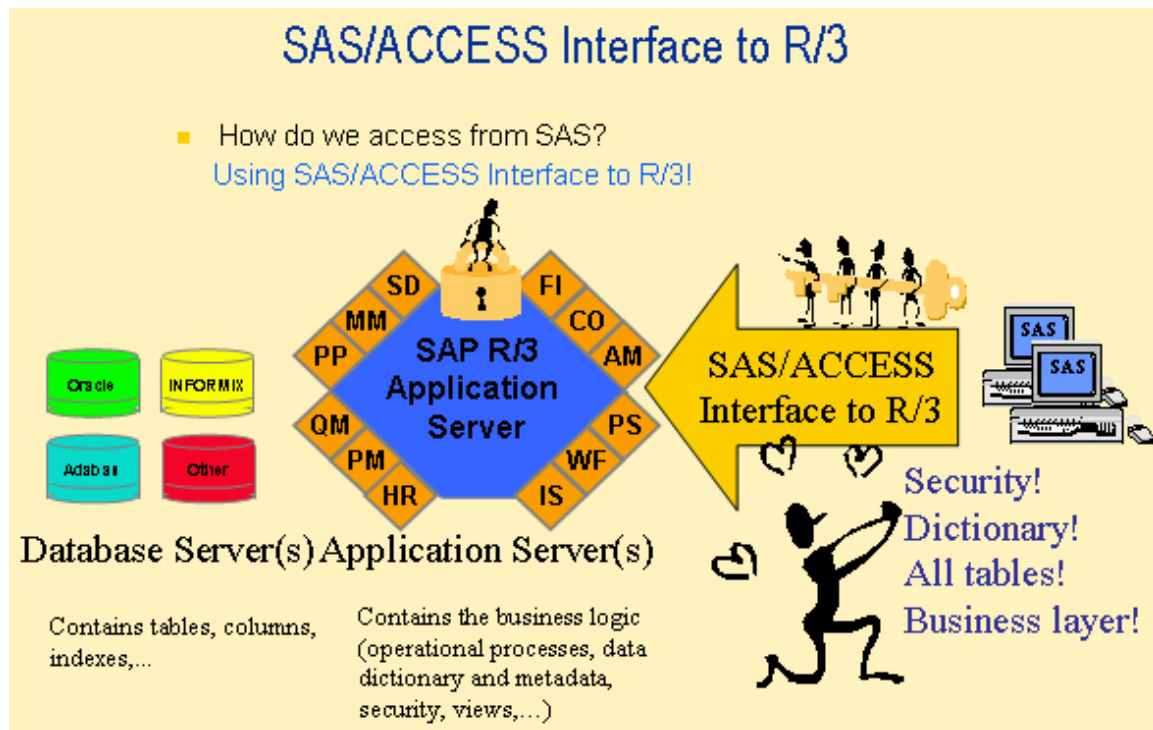 SAS/ACCESS Interface to R/3
How do we access from SAS?
Using SAS/ACCESS Interface to R/3!
SD
MM
PP
QM
PM
HR
FI
CO
AM
PS
WF
IS
SAP R/3
Application
Server
Oracle
INFORMIX
Adabas
Other
SAS/ACCESS
Interface to R/3
SAS
SAS
Security!
Dictionary!
All tables!
Business layer!
Database Server(s)
Contains tables, columns,
indexes,...
Application Server(s)
Contains the business logic
(operational processes, data
dictionary and metadata,
security, views,...)